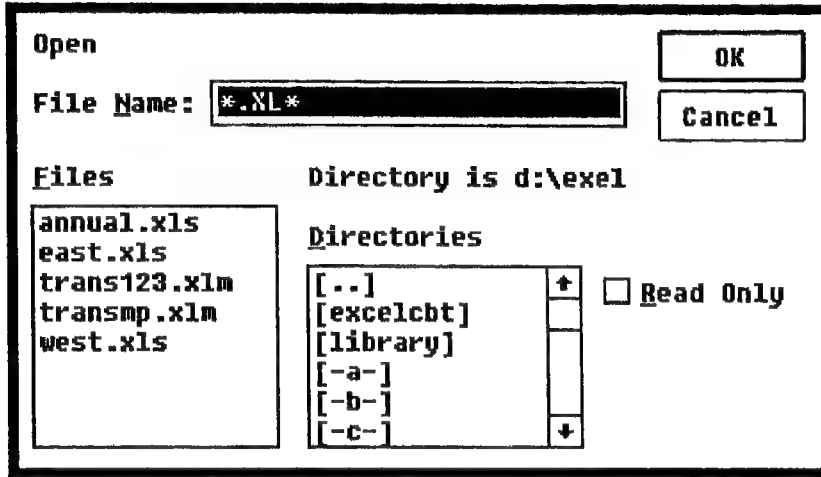 Open
OK
File Name: *.XL*
Cancel
Files
Directory is d:\exel
annual.xls
east.xls
trans123.xlm
transmp.xlm
west.xls
Directories
[..]
[excelcbt]
[library]
[-a-]
[-b-]
[-c-]
Read Only